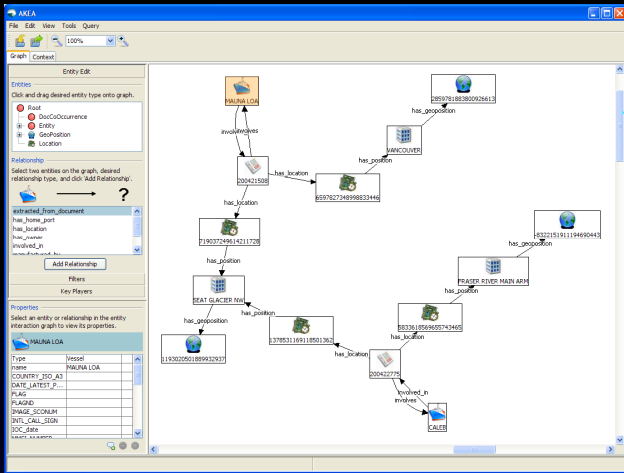 AKEA
File Edit View Tools Query
100%
Graph Context
Entity Edit
Entities
Click and drag desired entity type onto graph.
Root
DocCoOccurrence
Entity
GeoPosition
Location
Relationship
Select two entities on the graph, desired
relationship type, and click 'Add Relationship'.
?
extracted_from_document
has_home_port
has_location
has_owner
involved_in
manufactured_by
Add Relationship
Filters
Key Players
Properties
Select an entity or relationship in the entity
interaction graph to view its properties.
MAUNA LOA
Type Vessel
name MAUNA LOA
COUNTRY_ISO_A3
DATE_LATEST_P...
FLAG
FLAGND
IMAGE_SCONUM
INTL_CALL_SIGN
IOC_date
MAUNA LOA
involves
200421508
has_location
6597827348998833446
has_position
VANCOUVER
has_geoposition
2859781883800926613
has_location
719037249614211728
has_position
SEAT GLACIER NW
has_geoposition
1193020501889932937
has_position
1378531169118501362
has_location
200422775
has_location
5833618569655743465
has_position
FRASER RIVER MAIN ARM
has_geoposition
-8322151911194690443
involved_in
involves
CALEB